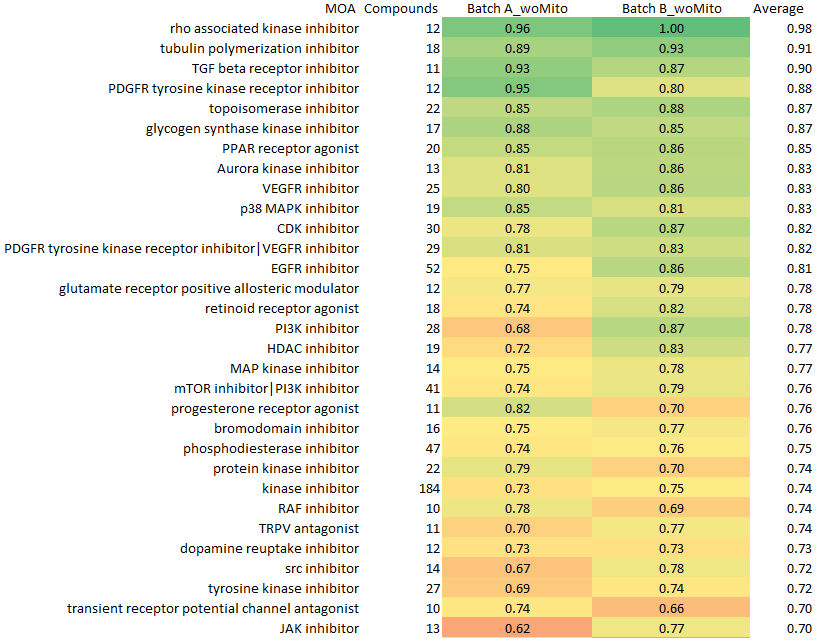 MOA Compounds Batch A_woMito Batch B_woMito Average
rho associated kinase inhibitor 12 0.96 1.00 0.98
tubulin polymerization inhibitor 18 0.89 0.93 0.91
TGF beta receptor inhibitor 11 0.93 0.87 0.90
PDGFR tyrosine kinase receptor inhibitor 12 0.95 0.80 0.88
topoisomerase inhibitor 22 0.85 0.88 0.87
glycogen synthase kinase inhibitor 17 0.88 0.85 0.87
PPAR receptor agonist 20 0.85 0.86 0.85
Aurora kinase inhibitor 13 0.81 0.86 0.83
VEGFR inhibitor 25 0.80 0.86 0.83
p38 MAPK inhibitor 19 0.85 0.81 0.83
CDK inhibitor 30 0.78 0.87 0.82
PDGFR tyrosine kinase receptor inhibitor|VEGFR inhibitor 29 0.81 0.83 0.82
EGFR inhibitor 52 0.75 0.86 0.81
glutamate receptor positive allosteric modulator 12 0.77 0.79 0.78
retinoid receptor agonist 18 0.74 0.82 0.78
PI3K inhibitor 28 0.68 0.87 0.78
HDAC inhibitor 19 0.72 0.83 0.77
MAP kinase inhibitor 14 0.75 0.78 0.77
mTOR inhibitor|PI3K inhibitor 41 0.74 0.79 0.76
progesterone receptor agonist 11 0.82 0.70 0.76
bromodomain inhibitor 16 0.75 0.77 0.76
phosphodiesterase inhibitor 47 0.74 0.76 0.75
protein kinase inhibitor 22 0.79 0.70 0.74
kinase inhibitor 184 0.73 0.75 0.74
RAF inhibitor 10 0.78 0.69 0.74
TRPV antagonist 11 0.70 0.77 0.74
dopamine reuptake inhibitor 12 0.73 0.73 0.73
src inhibitor 14 0.67 0.78 0.72
tyrosine kinase inhibitor 27 0.69 0.74 0.72
transient receptor potential channel antagonist 10 0.74 0.66 0.70
JAK inhibitor 13 0.62 0.77 0.70